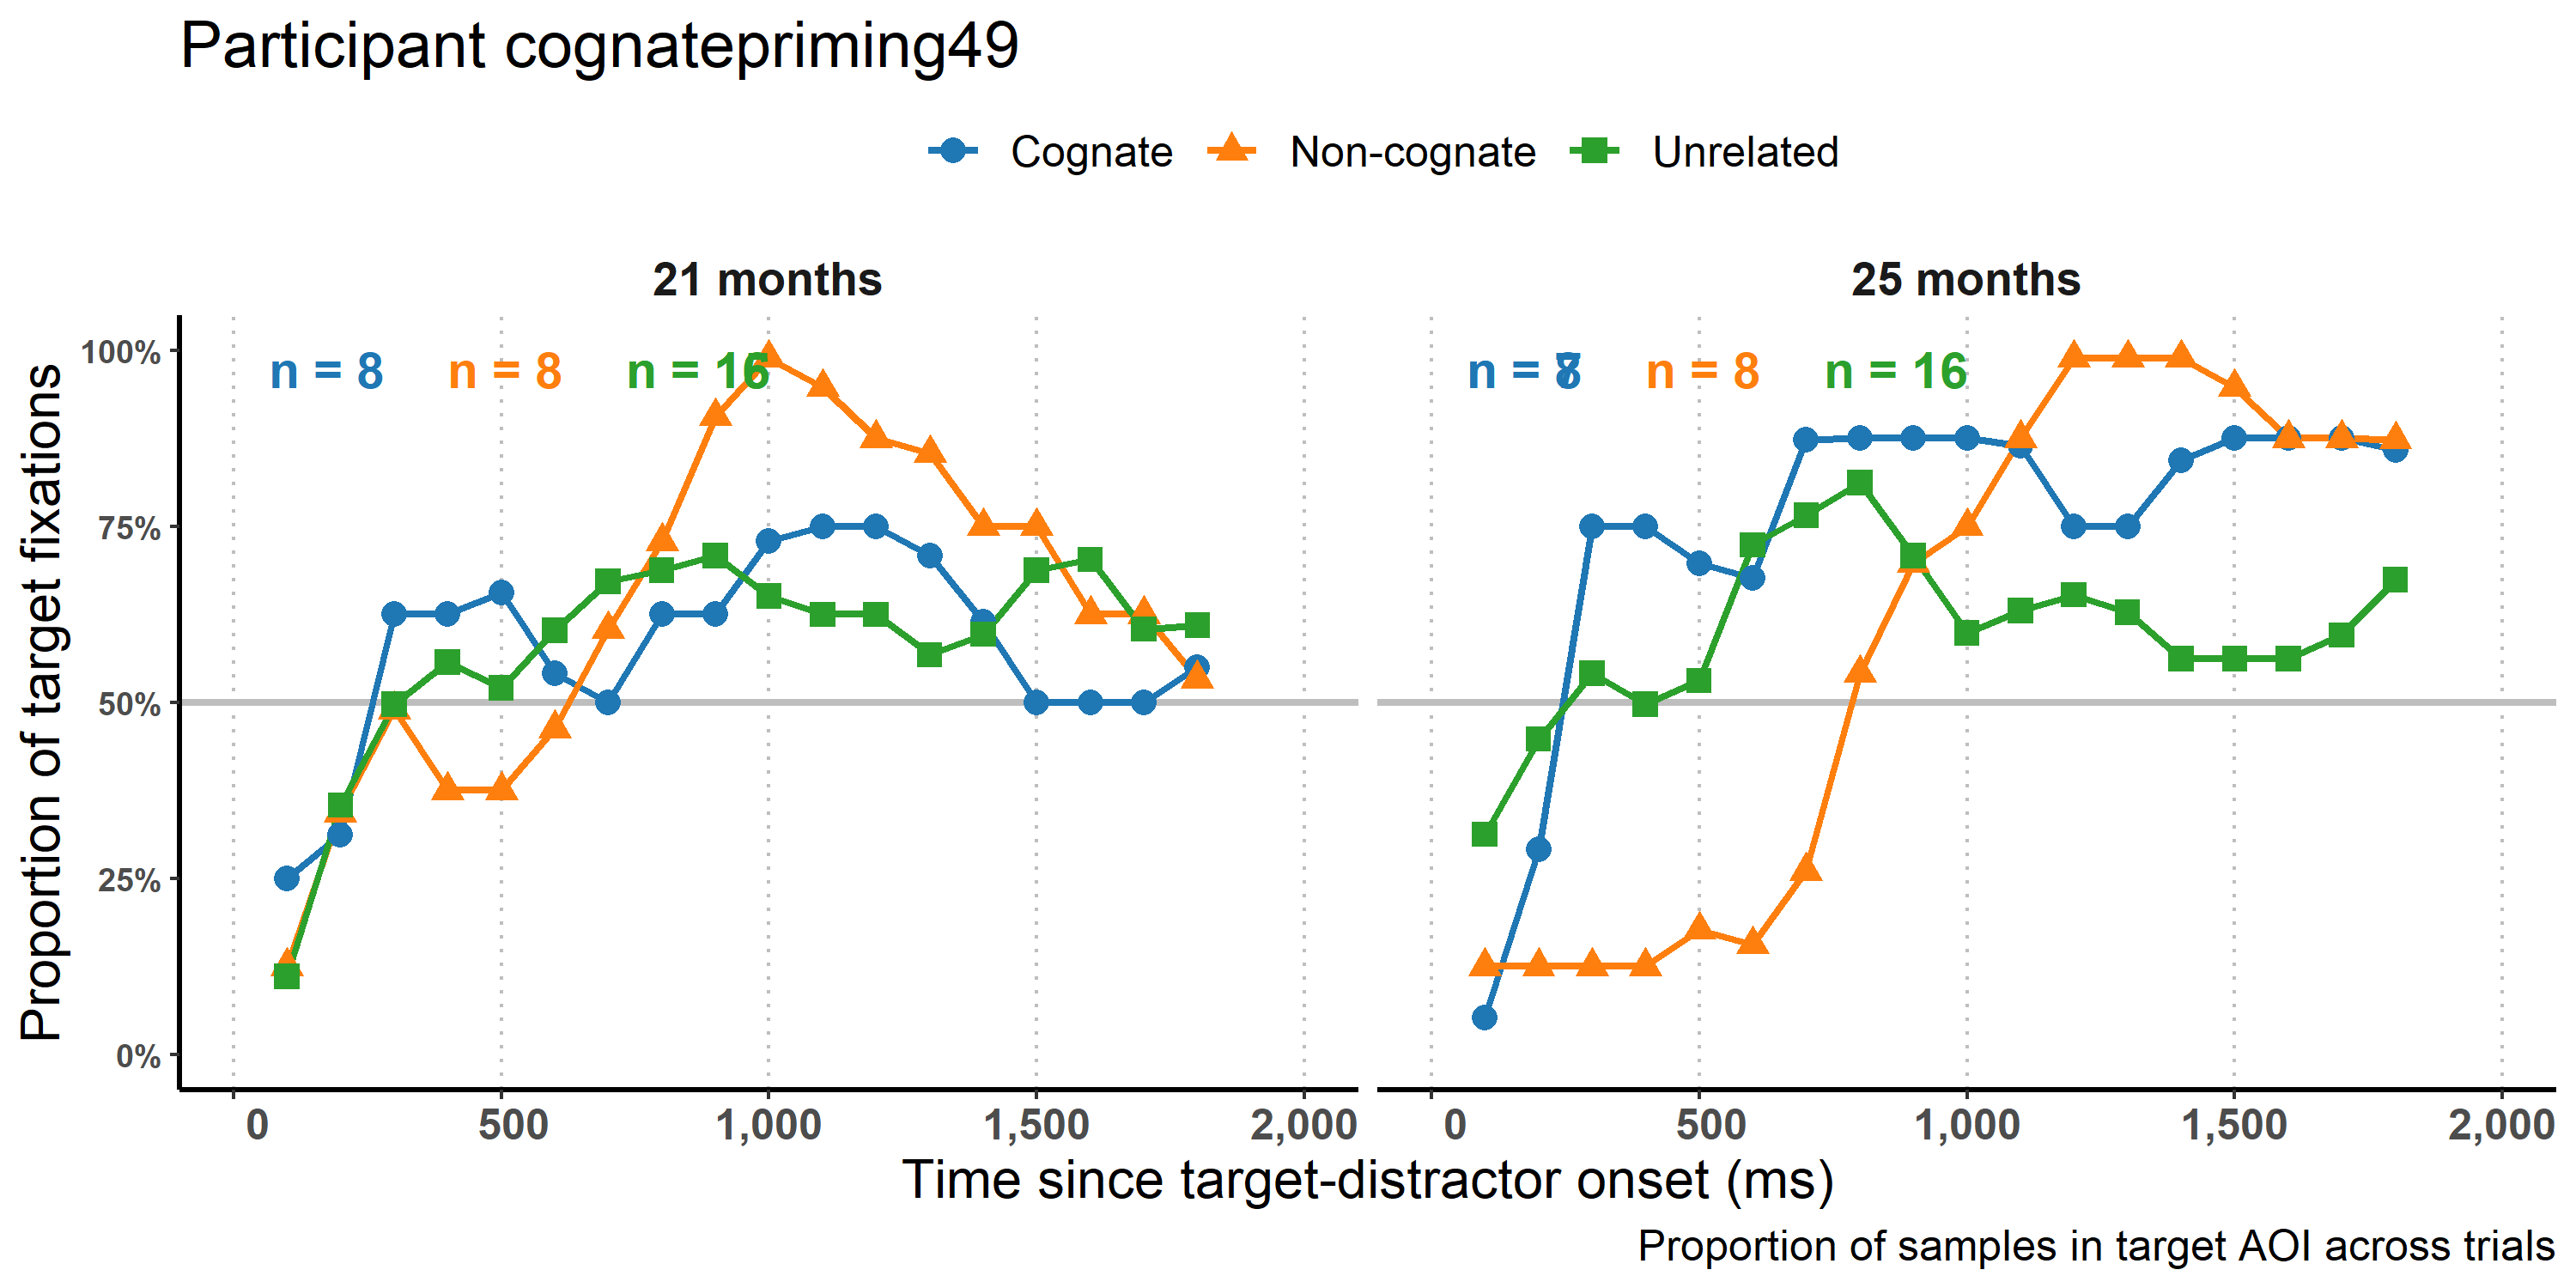 Participant cognatepriming49
Cognate Non-cognate Unrelated
21 months 25 months
n = 8 n = 8 n = n = n = 8 n = 16
100%
75%
50%
25%
0%
Proportion of target fixations
0 500 1,000 1,500 2,000 0 500 1,000 1,500 2,000
Time since target-distractor onset (ms)
Proportion of samples in target AOI across trials